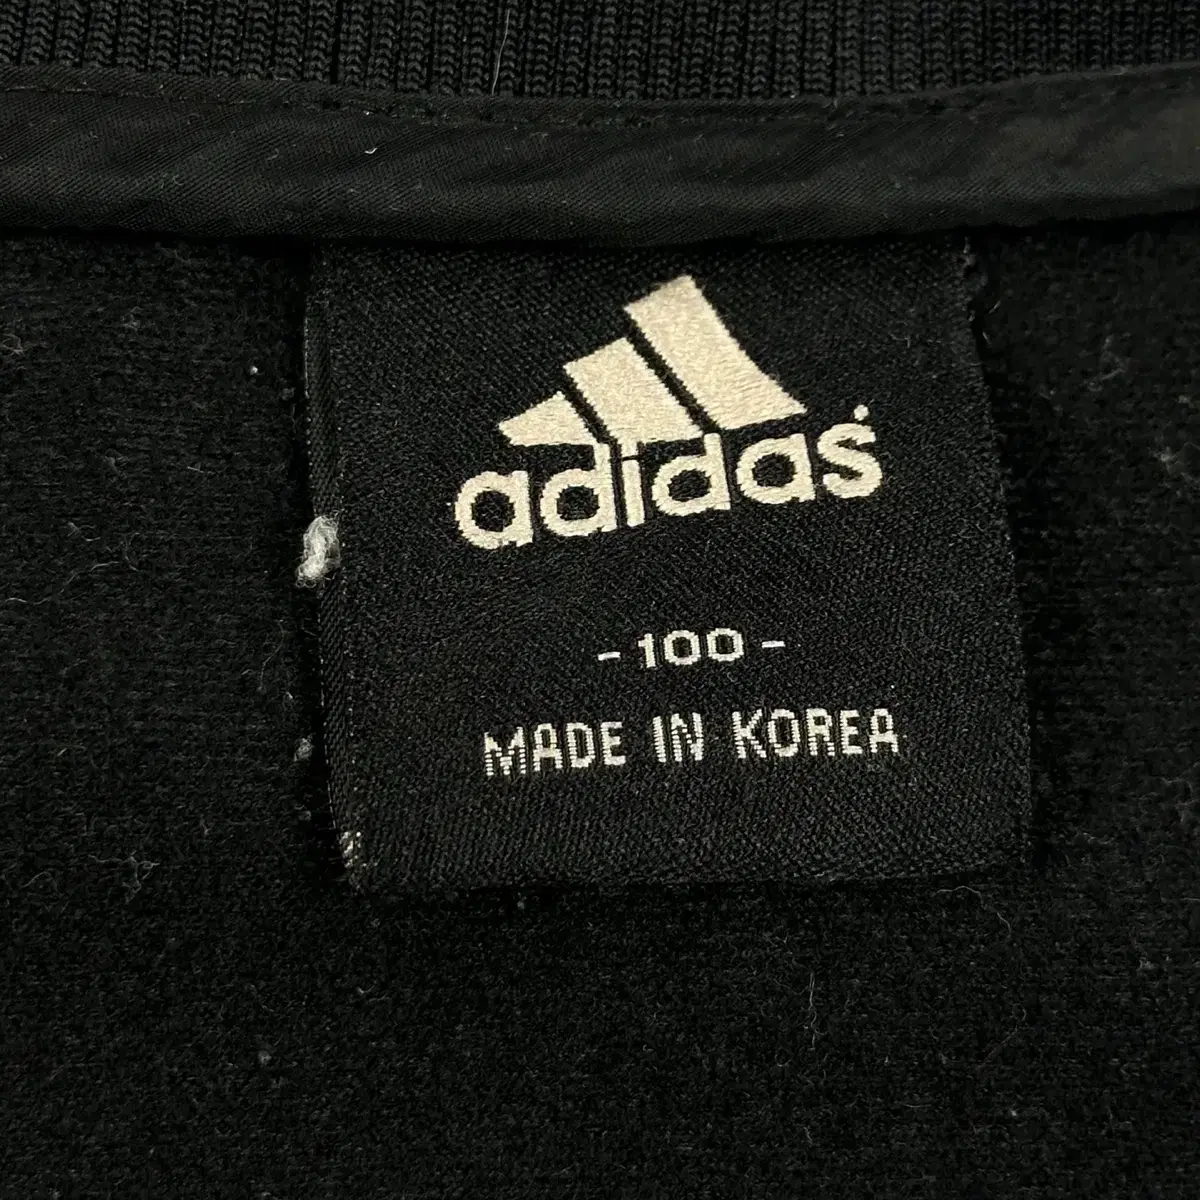 adidas
- 100 -
MADE IN KOREA